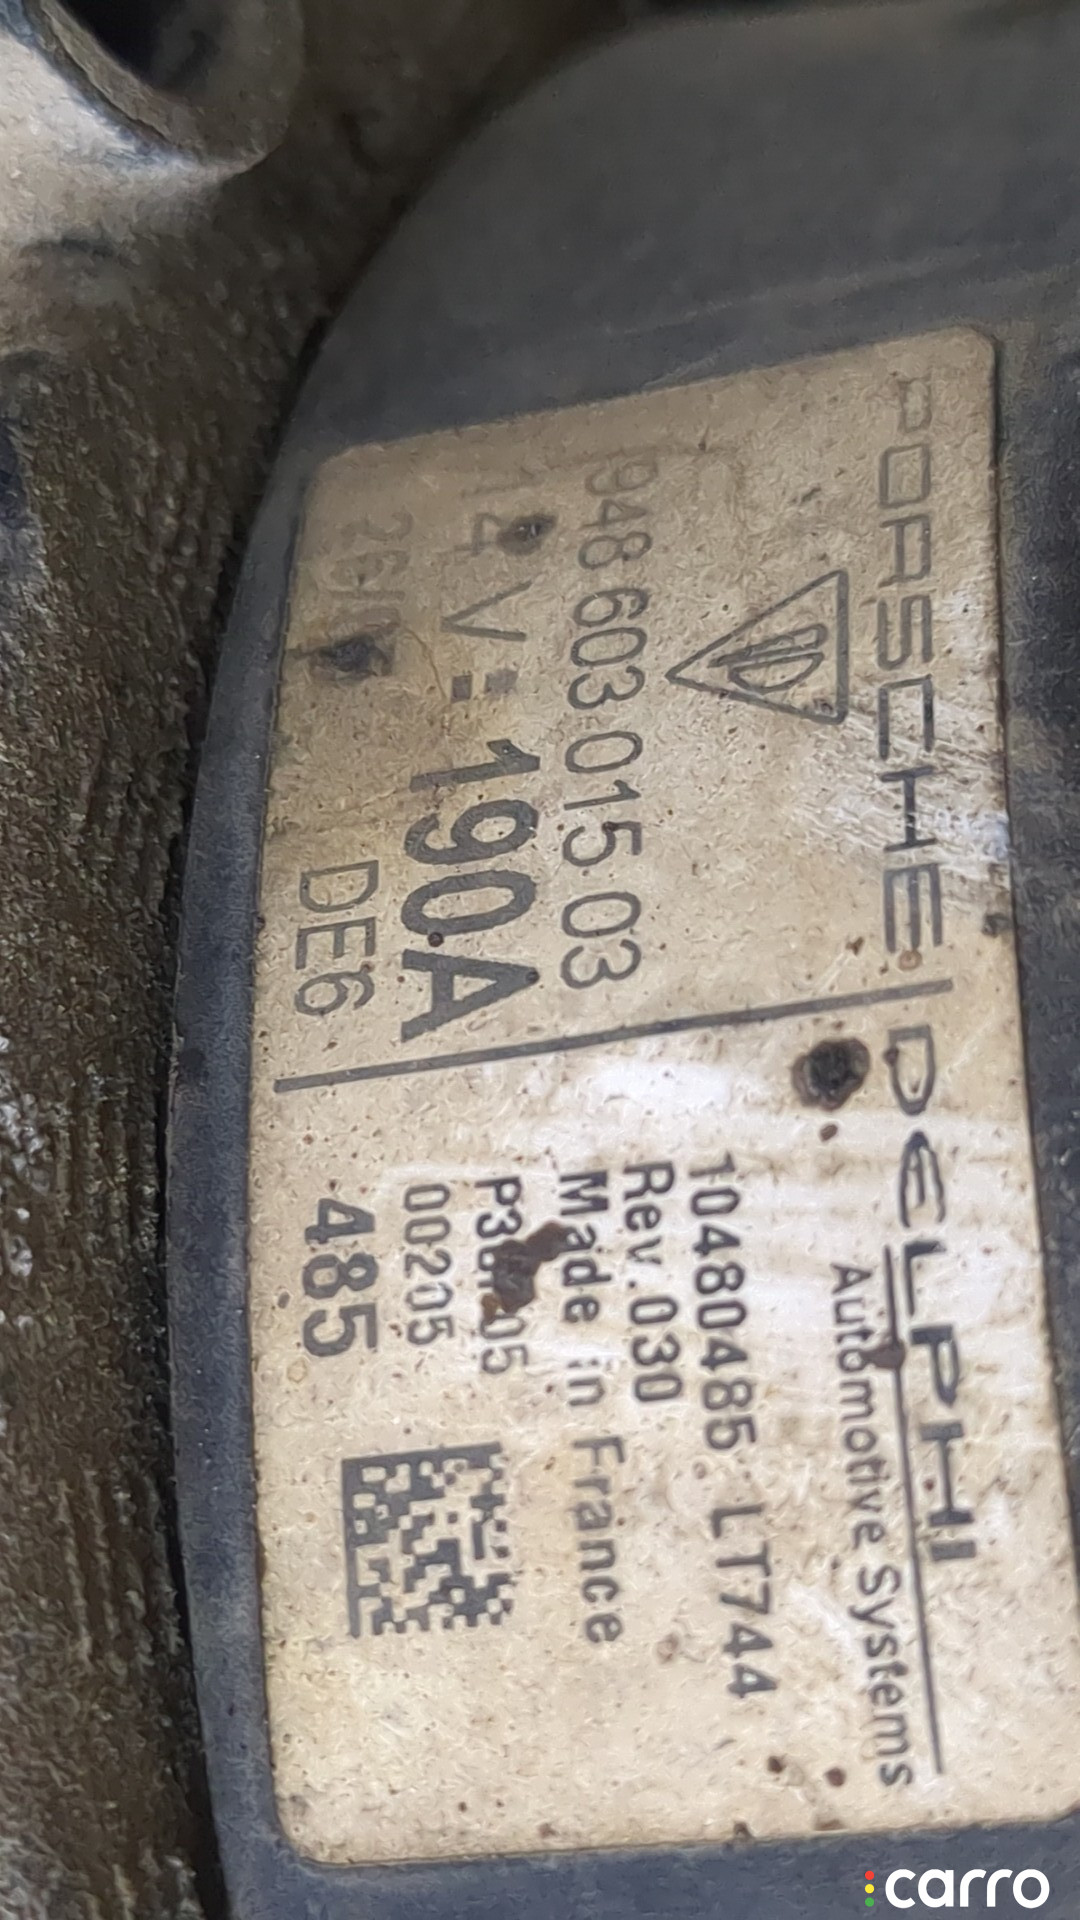 PORSCHE
948 603 015 03
14 V: 190A
DE6
DELPHI
Automotive Systems
10480485 LT744
Rev.030
Made in France
00205
485
carro